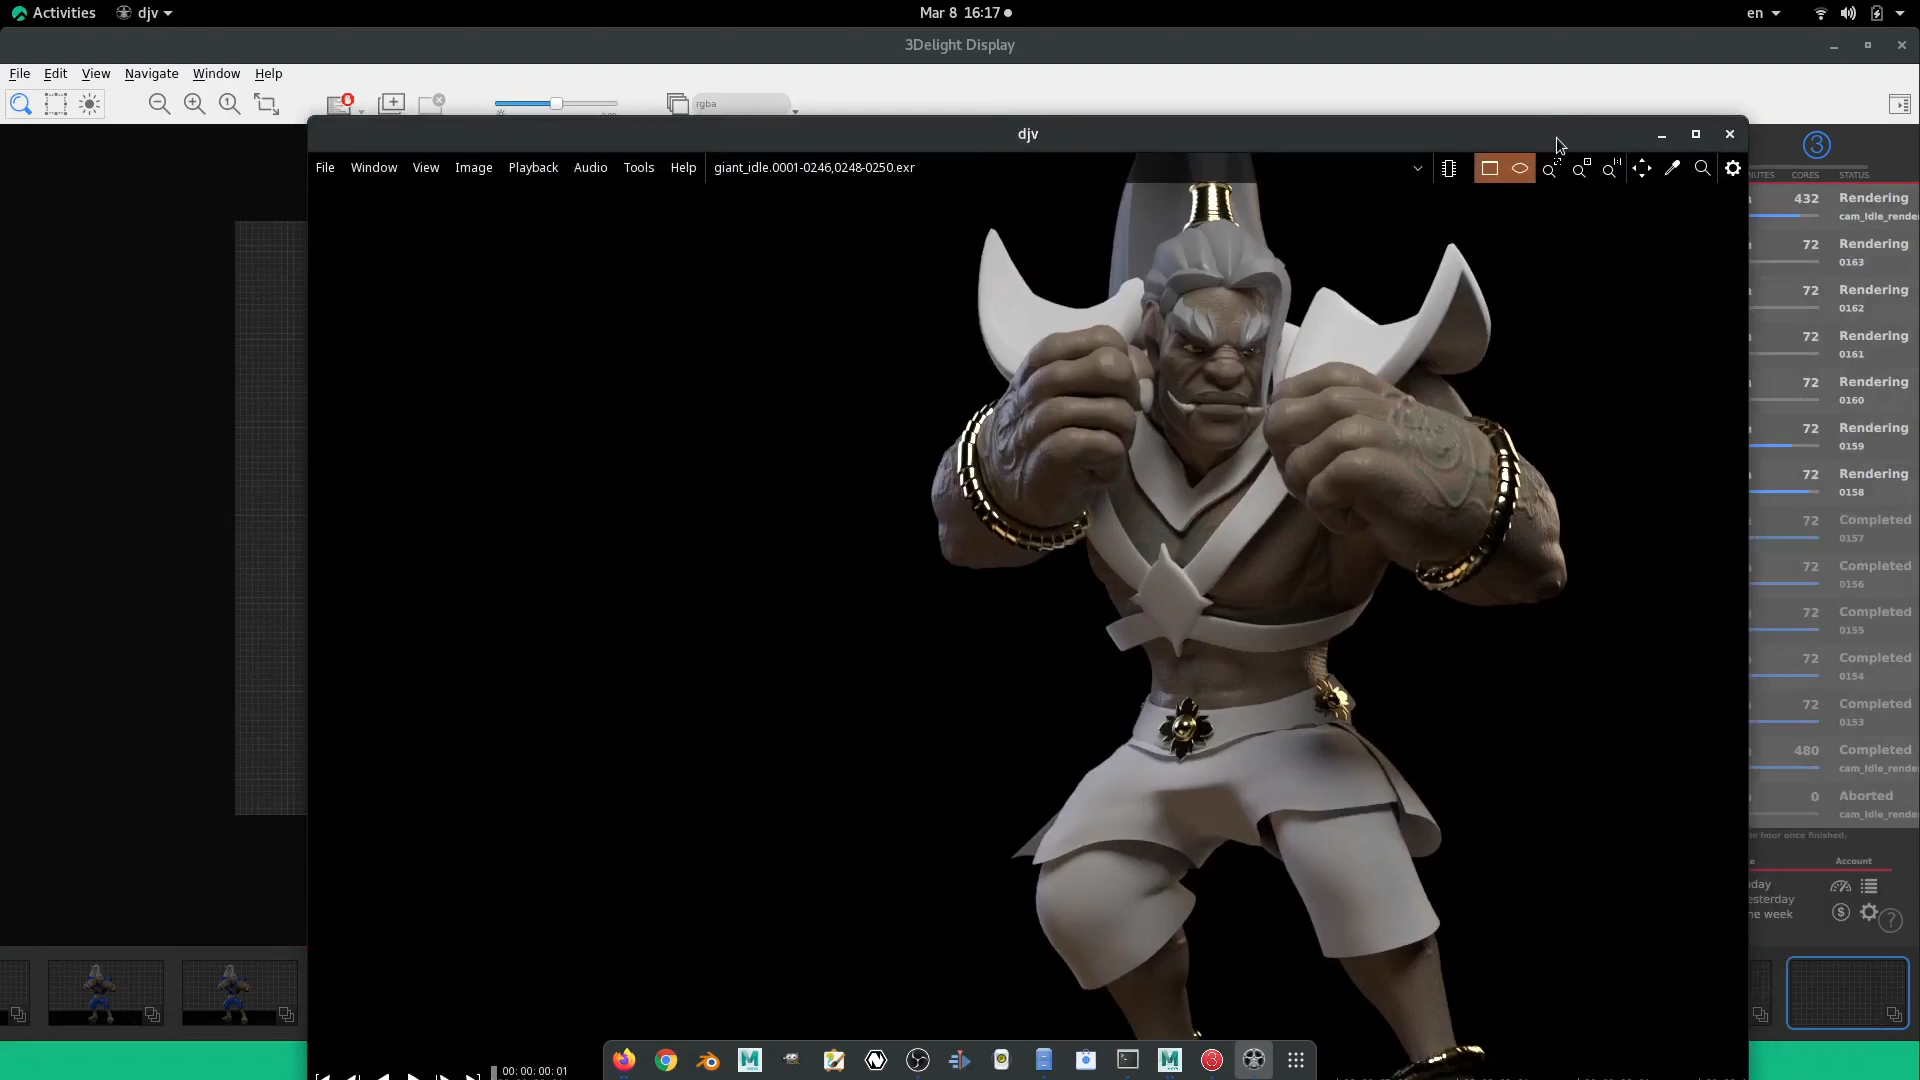 Activities djv Mar 8 16:17 en
3Delight Display
File Edit View Navigate Window Help
rgba
djv
File Window View Image Playback Audio Tools Help giant_idle.0001-0246,0248-0250.exr
CORES STATUS
432 Rendering
72 Rendering
0163
72 Rendering
0162
72 Rendering
0161
72 Rendering
0160
72 Rendering
0159
72 Rendering
0158
72 Completed
0157
72 Completed
0156
72 Completed
0155
72 Completed
0154
72 Completed
0153
480 Completed
0 Aborted
hour once finished.
Account
00: 00: 00: 01